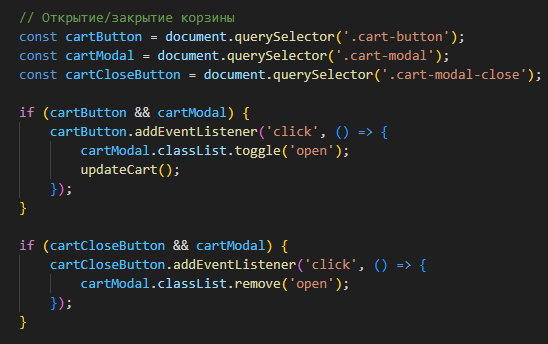 // Открытие/закрытие корзины
const cartButton = document.querySelector('.cart-button');
const cartModal = document.querySelector('.cart-modal');
const cartCloseButton = document.querySelector('.cart-modal-close');

if (cartButton && cartModal) {
    cartButton.addEventListener('click', () => {
        cartModal.classList.toggle('open');
        updateCart();
    });
}

if (cartCloseButton && cartModal) {
    cartCloseButton.addEventListener('click', () => {
        cartModal.classList.remove('open');
    });
}